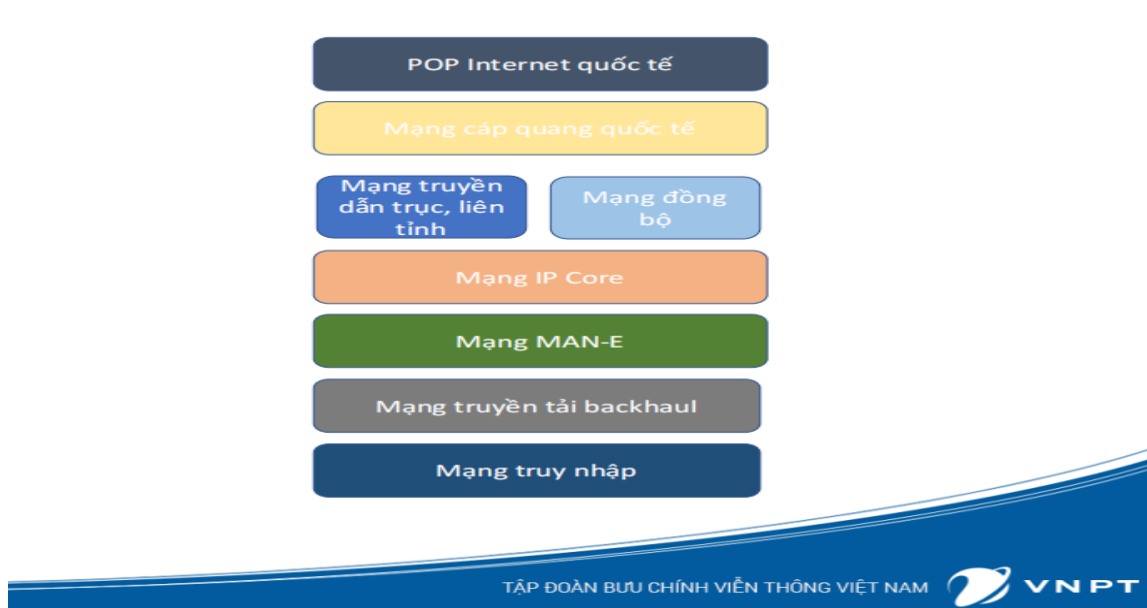 POP Internet quốc tế
Mạng cáp quang quốc tế
Mạng truyền
dẫn trục, liên
tỉnh
Mạng đồng
bộ
Mạng IP Core
Mạng MAN-E
Mạng truyền tải backhaul
Mạng truy nhập
TẬP ĐOÀN BƯU CHÍNH VIỄN THÔNG VIỆT NAM VNPT